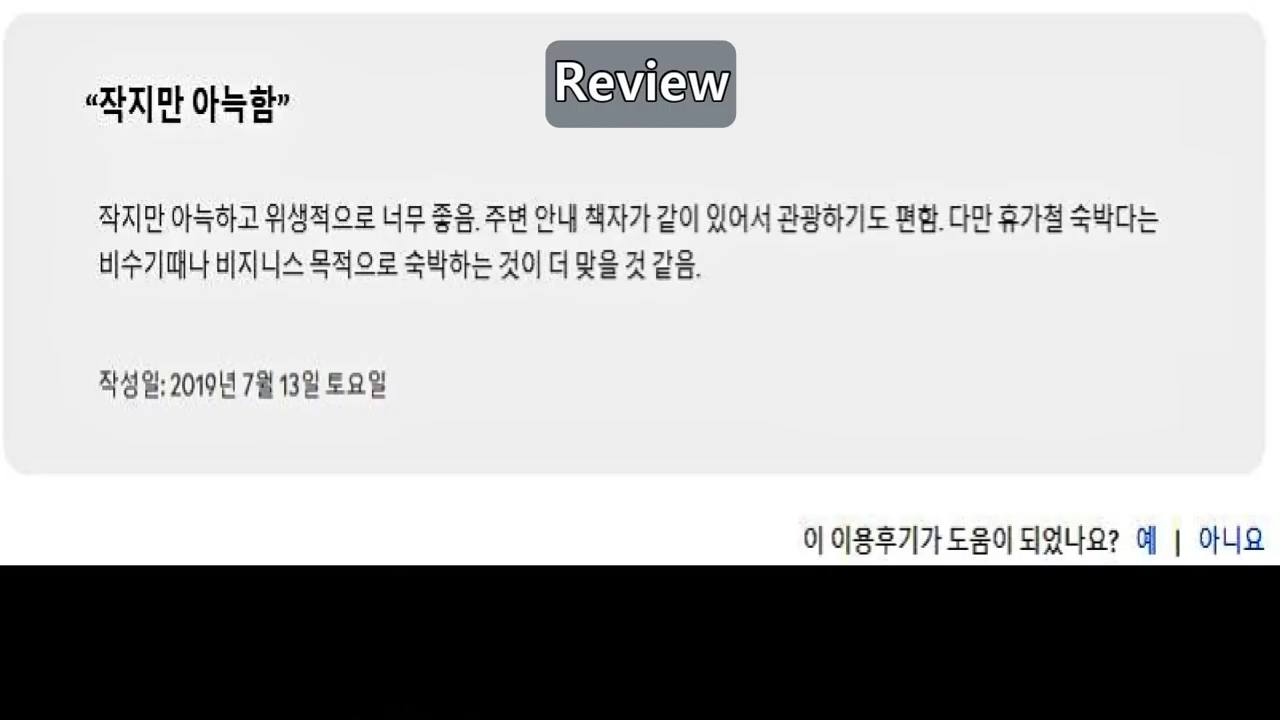 Review
“작지만 아늑함”
작지만 아늑하고 위생적으로 너무 좋음. 주변 안내 책자가 같이 있어서 관광하기도 편함. 다만 휴가철 숙박다는
비수기때나 비지니스 목적으로 숙박하는 것이 더 맞을 것 같음.
작성일: 2019년 7월 13일 토요일
이 이용후기가 도움이 되었나요? 예 | 아니요